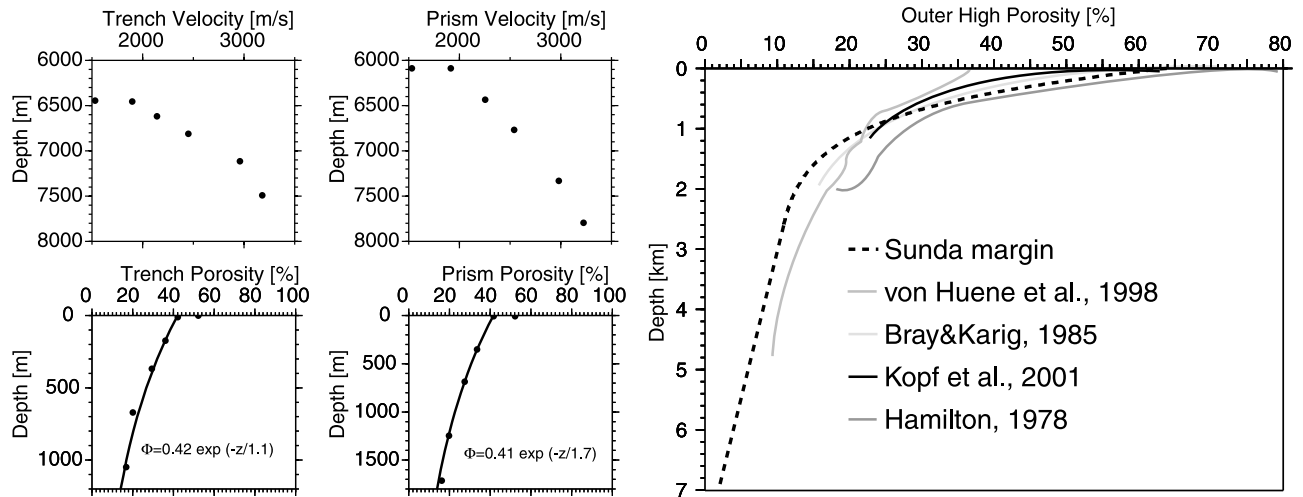 Trench Velocity [m/s]
2000 3000
Depth [m]
6000
6500
7000
7500
8000
Prism Velocity [m/s]
2000 3000
Depth [m]
6000
6500
7000
7500
8000
Trench Porosity [%]
0 20 40 60 80 100
Depth [m]
0
500
1000
Φ=0.42 exp (-z/1.1)
Prism Porosity [%]
0 20 40 60 80 100
Depth [m]
0
500
1000
1500
Φ=0.41 exp (-z/1.7)
Outer High Porosity [%]
0 10 20 30 40 50 60 70 80
Depth [km]
0
1
2
3
4
5
6
7
Sunda margin
von Huene et al., 1998
Bray&Karig, 1985
Kopf et al., 2001
Hamilton, 1978